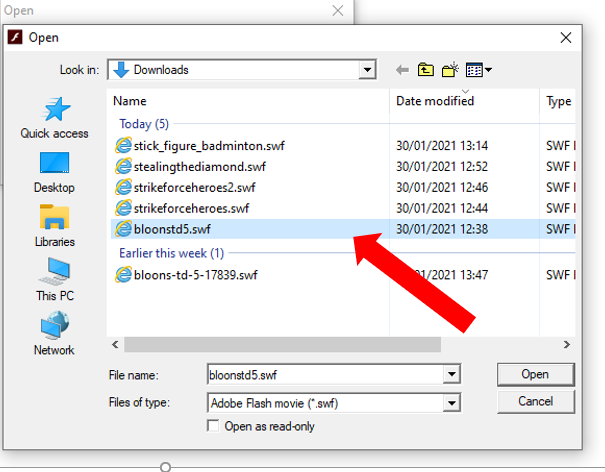 Open
Open
Look in: Downloads
Name Date modified Type
Today (5)
stick_figure_badminton.swf 30/01/2021 13:14 SWF
stealingthediamond.swf 30/01/2021 12:52 SWF
strikeforceheroes2.swf 30/01/2021 12:46 SWF
strikeforceheroes.swf 30/01/2021 12:44 SWF
bloonstd5.swf 30/01/2021 12:38 SWF
Earlier this week (1)
bloons-td-5-17839.swf 13:47 SWF
Quick access
Desktop
Libraries
This PC
Network
File name: bloonstd5.swf Open
Files of type: Adobe Flash movie (*.swf) Cancel
Open as read-only